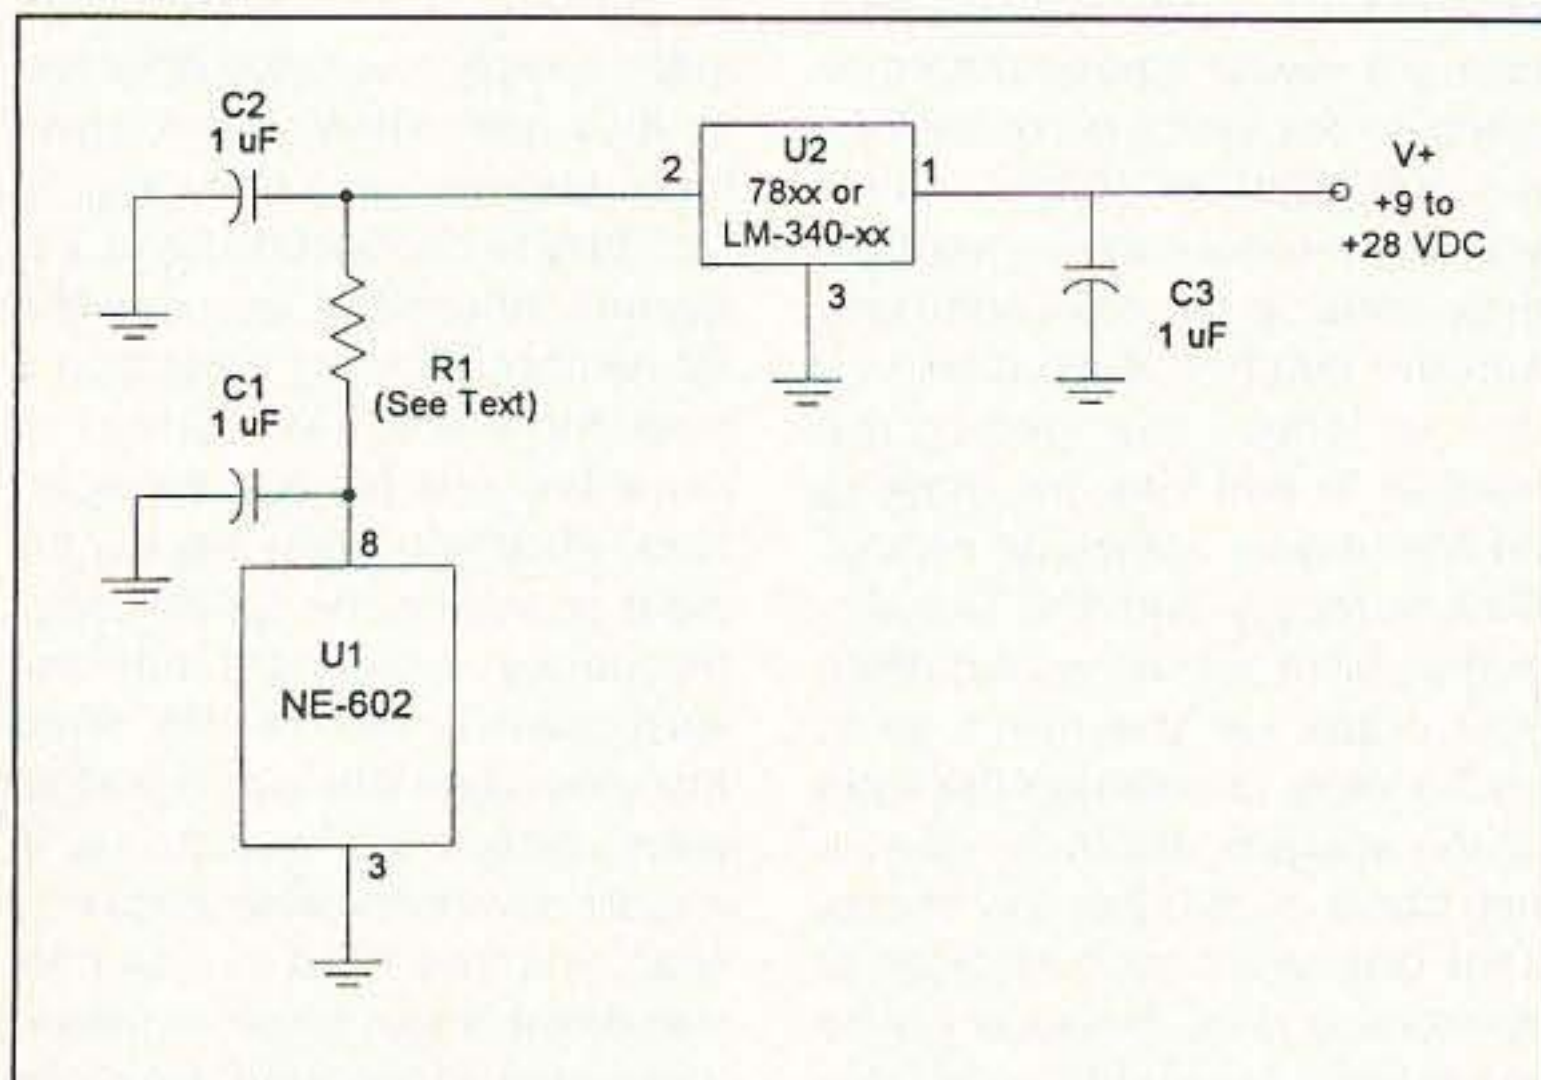 C2
1 uF
2
U2
78xx or
LM-340-xx
1
V+
+9 to
+28 VDC
3
C3
1 uF
R1
(See Text)
C1
1 uF
8
U1
NE-602
3